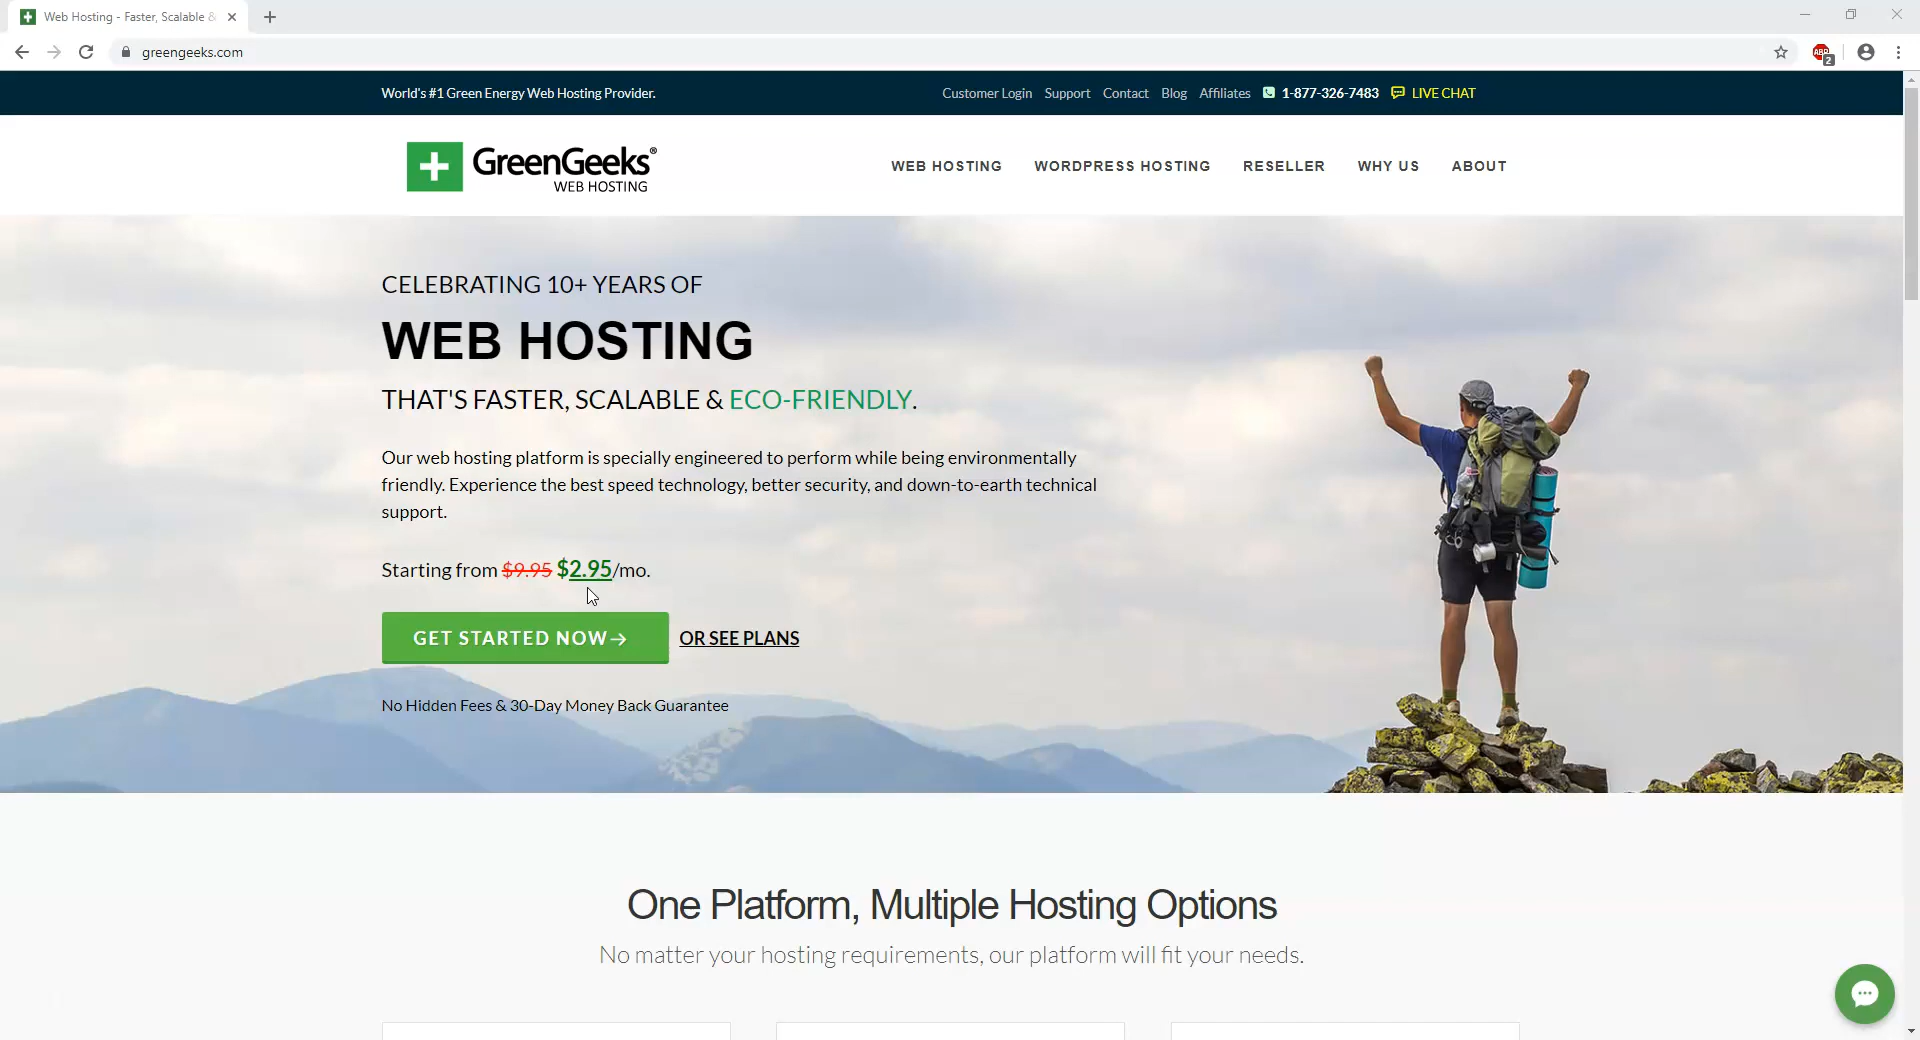 Web Hosting - Faster, Scalable &
greengeeks.com
ABP
2
World's #1 Green Energy Web Hosting Provider.
Customer Login Support Contact Blog Affiliates 1-877-326-7483 LIVE CHAT
GreenGeeks®
WEB HOSTING
WEB HOSTING WORDPRESS HOSTING RESELLER WHY US ABOUT
CELEBRATING 10+ YEARS OF
WEB HOSTING
THAT'S FASTER, SCALABLE & ECO-FRIENDLY.
Our web hosting platform is specially engineered to perform while being environmentally
friendly. Experience the best speed technology, better security, and down-to-earth technical
support.
Starting from $9.95 $2.95/mo.
GET STARTED NOW→ OR SEE PLANS
No Hidden Fees & 30-Day Money Back Guarantee
One Platform, Multiple Hosting Options
No matter your hosting requirements, our platform will fit your needs.